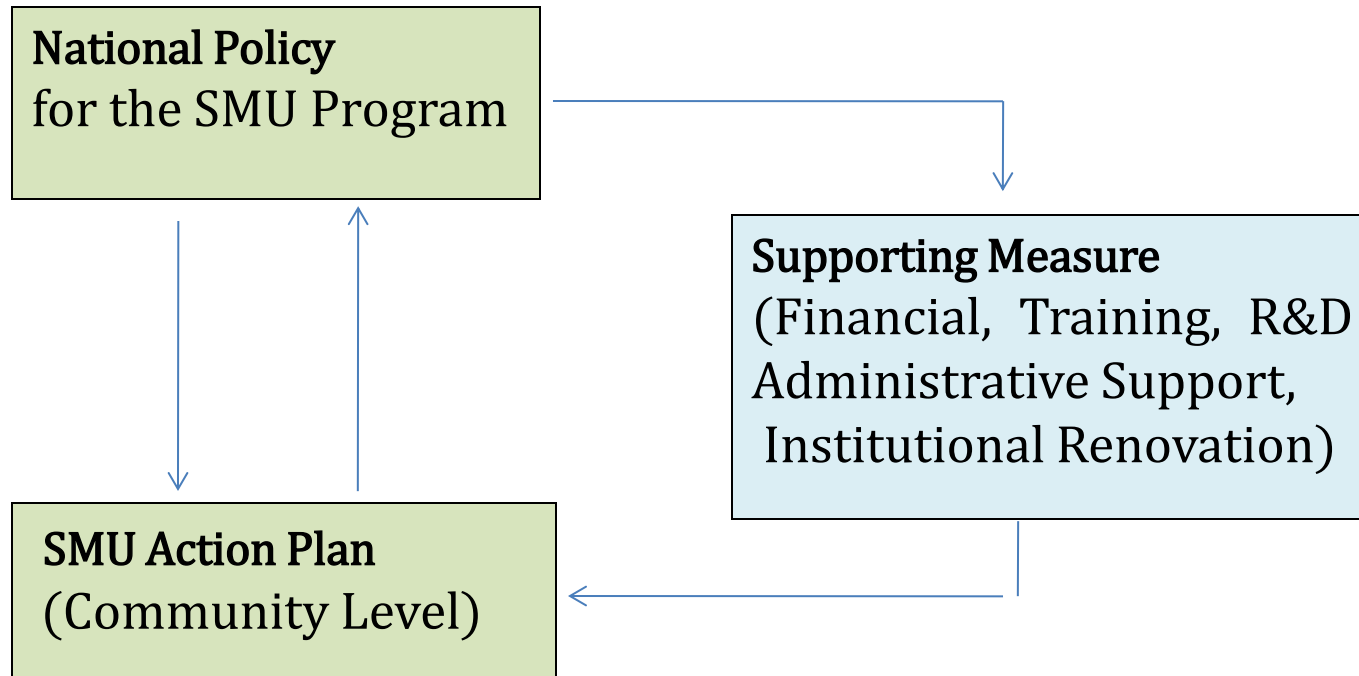 National Policy
for the SMU Program
Supporting Measure
(Financial, Training, R&D
Administrative Support,
Institutional Renovation)
SMU Action Plan
(Community Level)